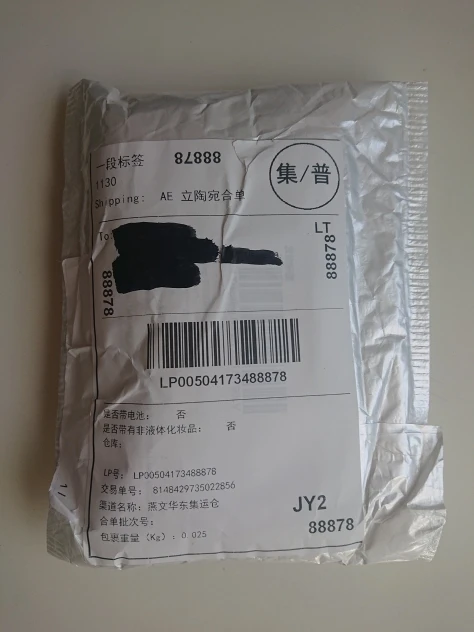 一段标签
88878
集/普
1130
Shipping: AE 立陶宛合单
To:
LT
88878
88878
LP00504173488878
是否带电池: 否
是否带有非液体化妆品: 否
仓库:
LP号: LP00504173488878
交易单号: 8148429735022856
渠道名称: 燕文华东集运仓
JY2
合单批次号:
88878
包裹重量 (Kg): 0.025